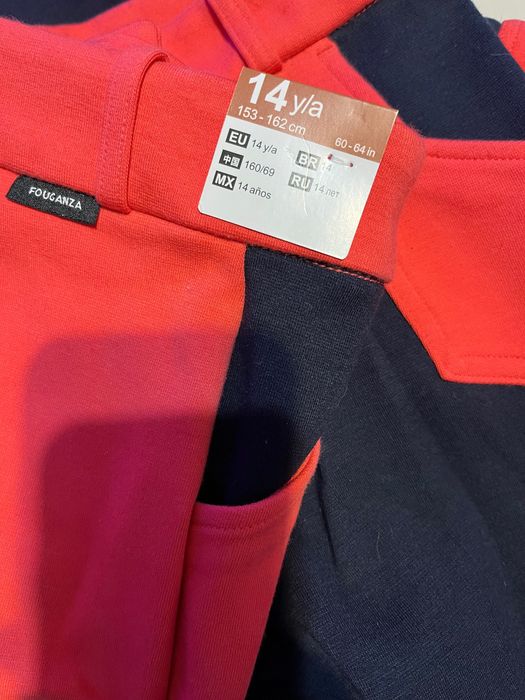 14 y/a
153 - 162 cm
60 - 64 in
EU 14 y/a
BR 14
中国 160/69
MX 14 años
RU 14 лет
FOUGANZA